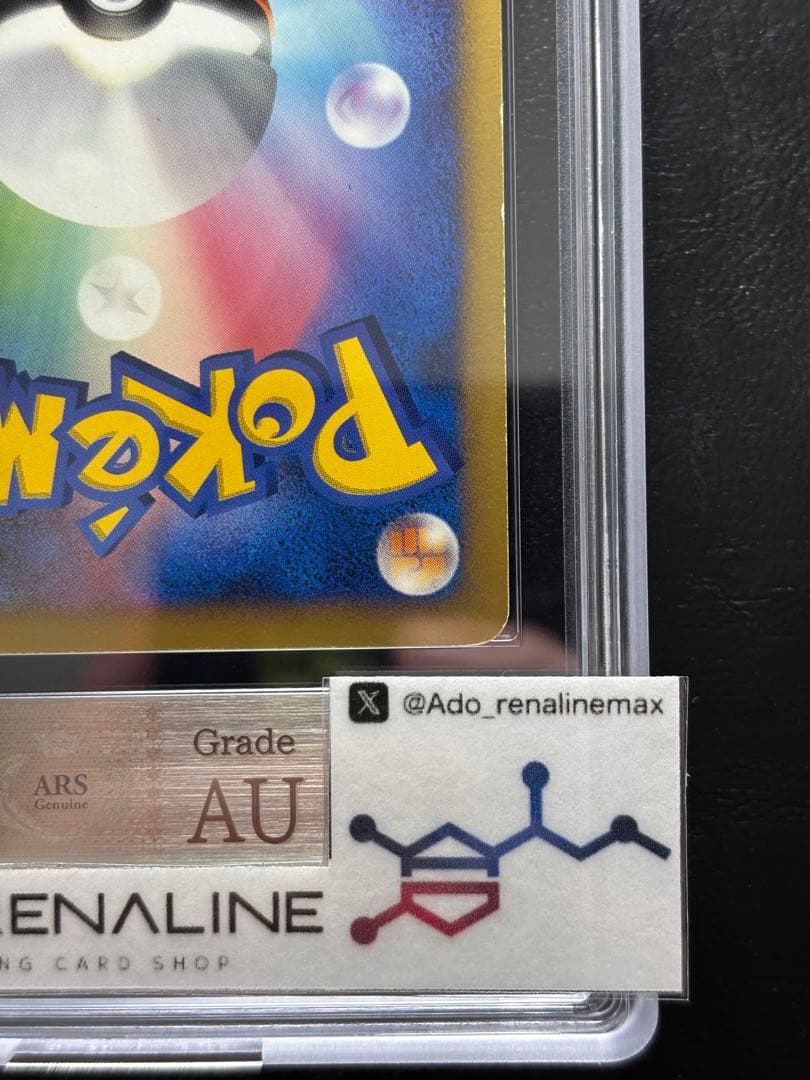 Pokém
@Ado_renalinemax
Grade
AU
ARS
Genuine
RENALINE
NG CARD SHOP